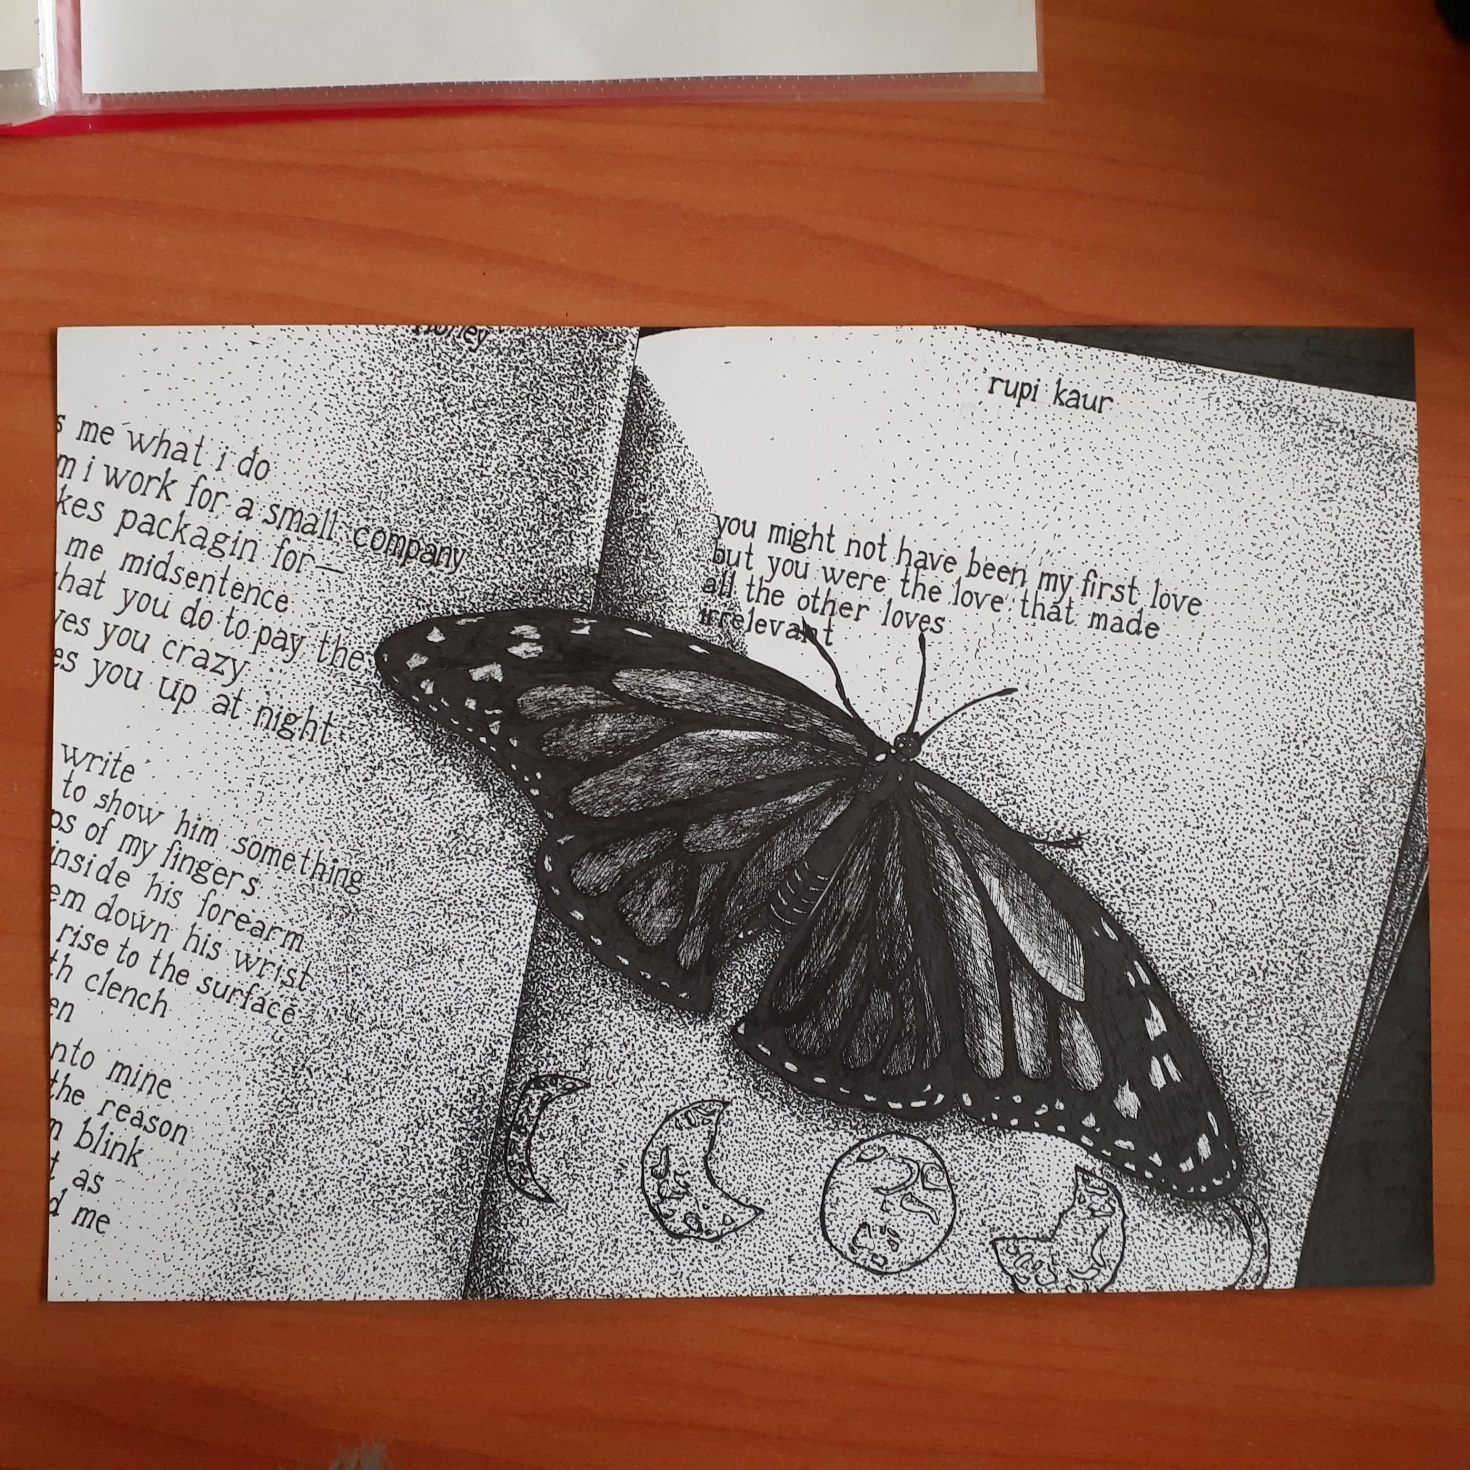 honey
me what i do
i work for a small company
kes packagin for—
me midsentence
hat you do to pay the
ves you crazy
es you up at night
write
to show him something
os of my fingers
inside his forearm
em down his wrist
rise to the surface
th clench
en
nto mine
the reason
blink
t as
d me
rupi kaur
you might not have been my first love
but you were the love that made
all the other loves
irrelevant